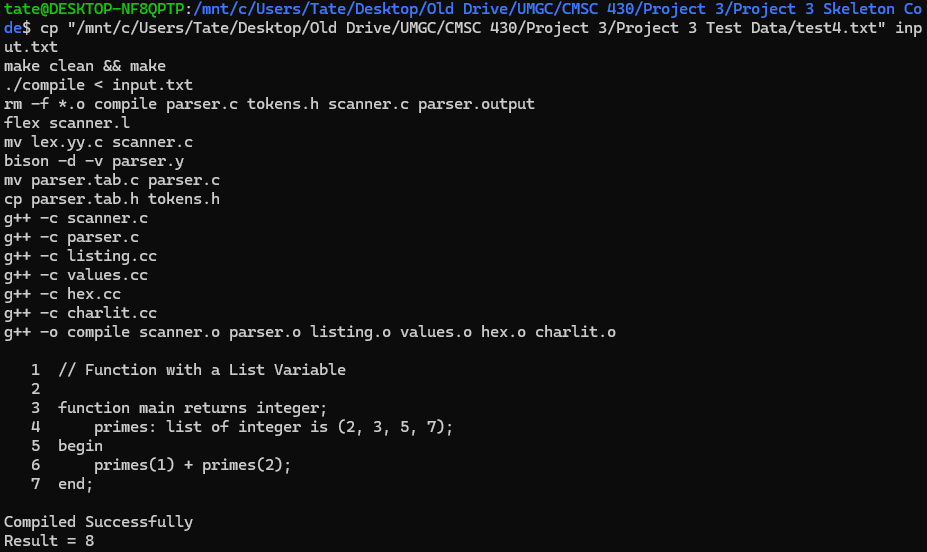 tate@DESKTOP-NF8QPTP:/mnt/c/Users/Tate/Desktop/Old Drive/UMGC/CMSC 430/Project 3/Project 3 Skeleton Co
de$ cp "/mnt/c/Users/Tate/Desktop/Old Drive/UMGC/CMSC 430/Project 3/Project 3 Test Data/test4.txt" inp
ut.txt
make clean && make
./compile < input.txt
rm -f *.o compile parser.c tokens.h scanner.c parser.output
flex scanner.l
mv lex.yy.c scanner.c
bison -d -v parser.y
mv parser.tab.c parser.c
cp parser.tab.h tokens.h
g++ -c scanner.c
g++ -c parser.c
g++ -c listing.cc
g++ -c values.cc
g++ -c hex.cc
g++ -c charlit.cc
g++ -o compile scanner.o parser.o listing.o values.o hex.o charlit.o
   1  // Function with a List Variable
   2
   3  function main returns integer;
   4      primes: list of integer is (2, 3, 5, 7);
   5  begin
   6      primes(1) + primes(2);
   7  end;
Compiled Successfully
Result = 8